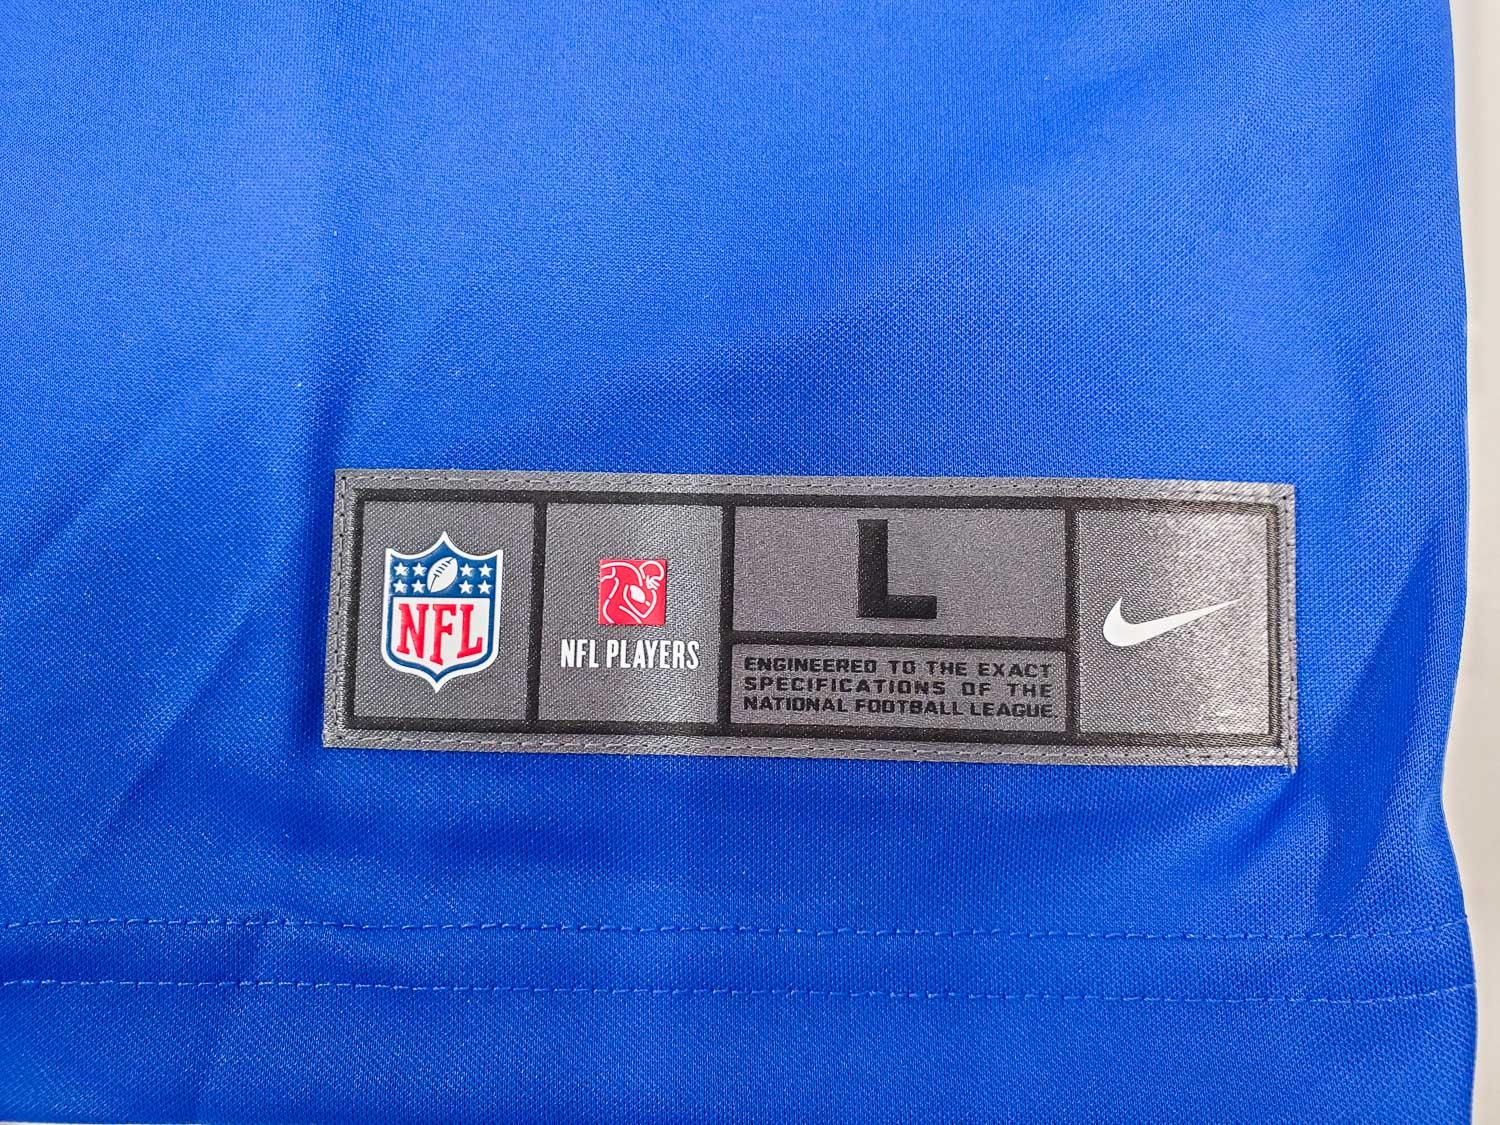 NFL
NFL PLAYERS
L
ENGINEERED TO THE EXACT
SPECIFICATIONS OF THE
NATIONAL FOOTBALL LEAGUE.